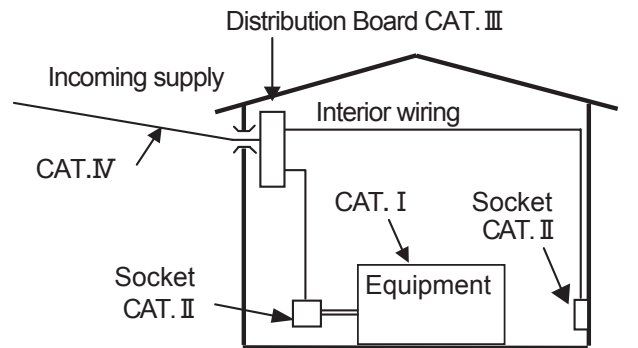 Distribution Board CAT. Ⅲ
Incoming supply
Interior wiring
CAT.Ⅳ
CAT. Ⅰ
Socket
CAT. Ⅱ
Equipment
Socket
CAT. Ⅱ